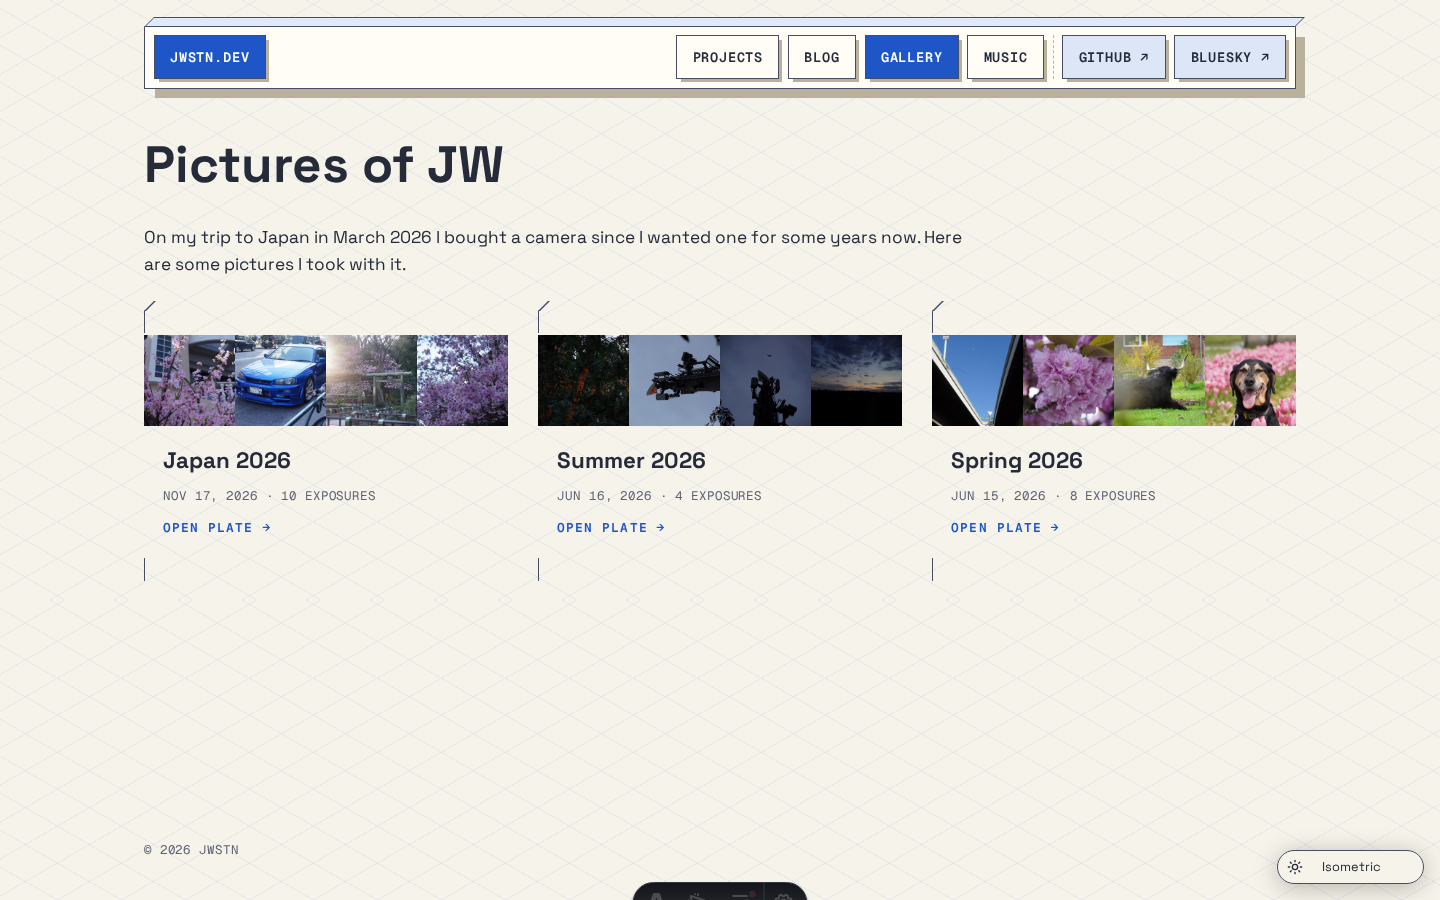 JWSTN.DEV
PROJECTS
BLOG
GALLERY
MUSIC
GITHUB ↗
BLUESKY ↗
Pictures of JW
On my trip to Japan in March 2026 I bought a camera since I wanted one for some years now. Here
are some pictures I took with it.
Japan 2026
NOV 17, 2026 · 10 EXPOSURES
OPEN PLATE →
Summer 2026
JUN 16, 2026 · 4 EXPOSURES
OPEN PLATE →
Spring 2026
JUN 15, 2026 · 8 EXPOSURES
OPEN PLATE →
© 2026 JWSTN
Isometric